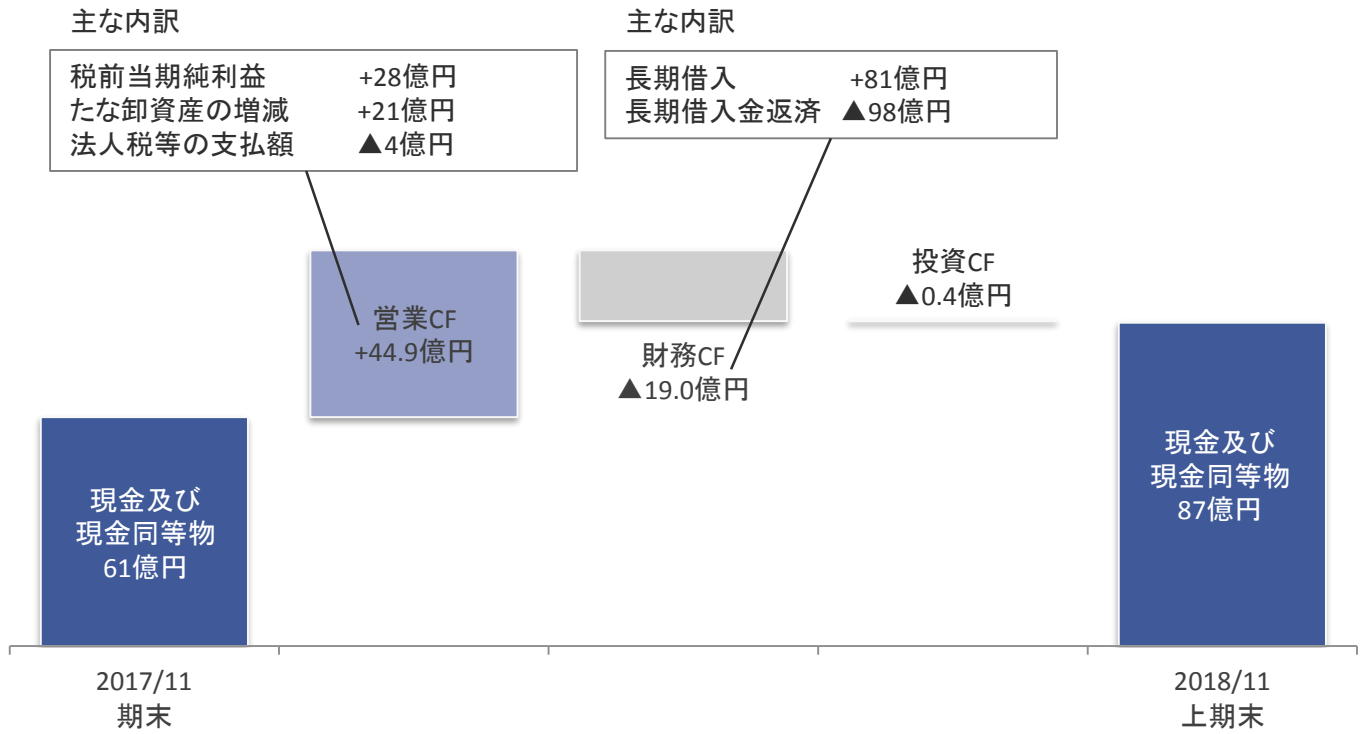 主な内訳
税前当期純利益 +28億円
たな卸資産の増減 +21億円
法人税等の支払額 ▲4億円
主な内訳
長期借入 +81億円
長期借入金返済 ▲98億円
営業CF
+44.9億円
財務CF
▲19.0億円
投資CF
▲0.4億円
現金及び
現金同等物
61億円
現金及び
現金同等物
87億円
2017/11
期末
2018/11
上期末